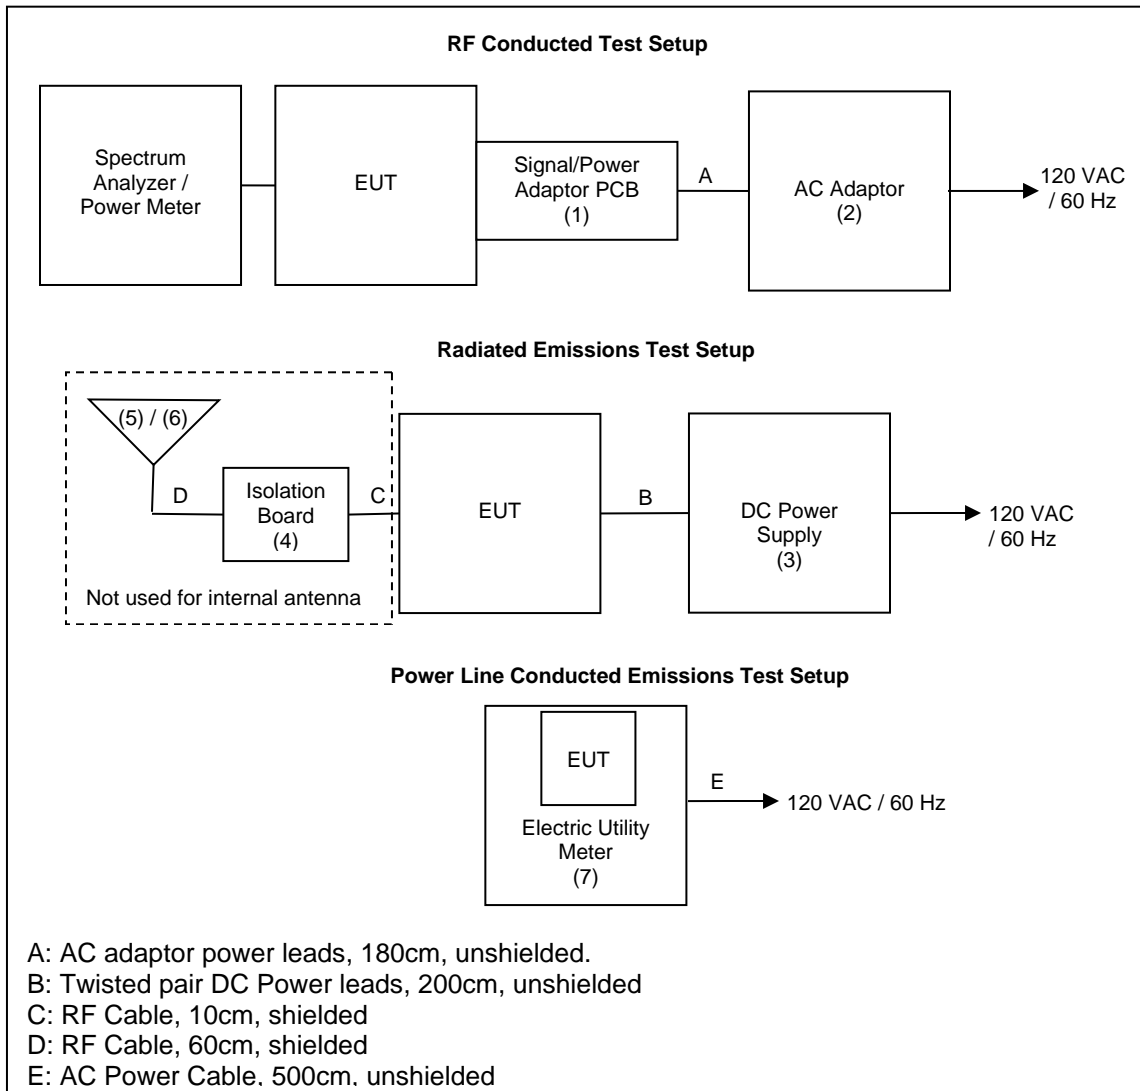 RF Conducted Test Setup
Spectrum
Analyzer /
Power Meter
EUT
Signal/Power
Adaptor PCB
(1)
A
AC Adaptor
(2)
120 VAC
/ 60 Hz
Radiated Emissions Test Setup
(5) / (6)
D
Isolation
Board
(4)
C
Not used for internal antenna
EUT
B
DC Power
Supply
(3)
120 VAC
/ 60 Hz
Power Line Conducted Emissions Test Setup
EUT
Electric Utility
Meter
(7)
E
120 VAC / 60 Hz
A: AC adaptor power leads, 180cm, unshielded.
B: Twisted pair DC Power leads, 200cm, unshielded
C: RF Cable, 10cm, shielded
D: RF Cable, 60cm, shielded
E: AC Power Cable, 500cm, unshielded